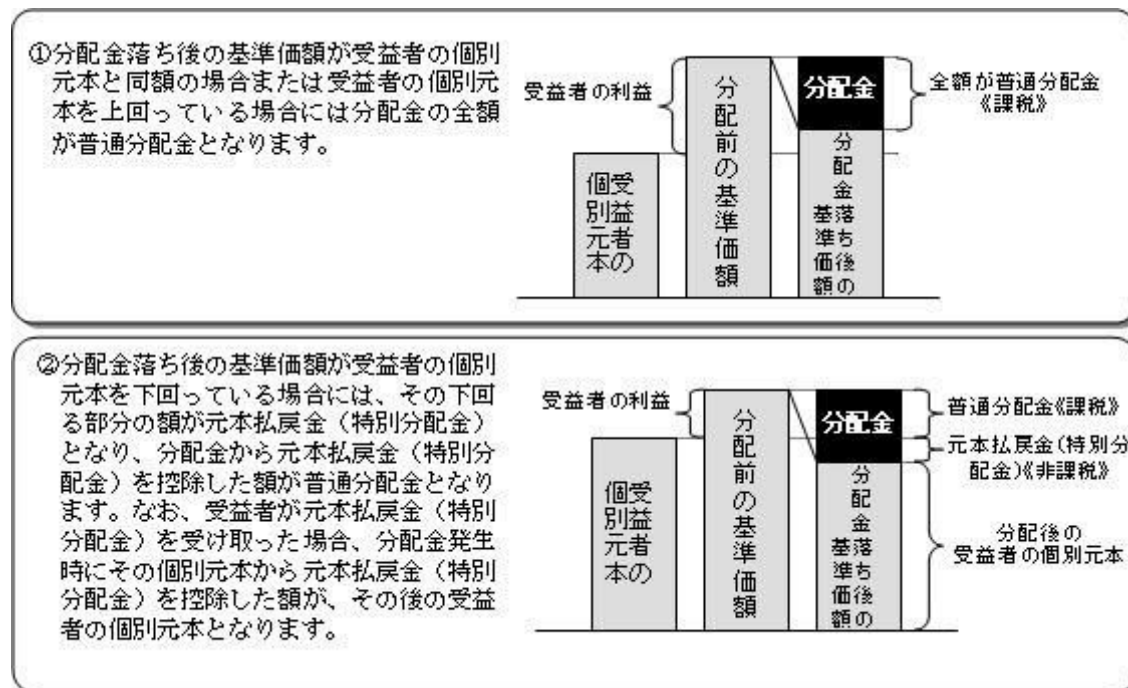 ①分配金落ち後の基準価額が受益者の個別
元本と同額の場合または受益者の個別元
本を上回っている場合には分配金の全額
が普通分配金となります。
受益者の利益
受益者の
個別元本
分配前の基準価額
分配金
分配金落ち後の
基準価額
全額が普通分配金
《課税》
②分配金落ち後の基準価額が受益者の個別
元本を下回っている場合には、その下回
る部分の額が元本払戻金（特別分配金）
となり、分配金から元本払戻金（特別分
配金）を控除した額が普通分配金となり
ます。なお、受益者が元本払戻金（特別
分配金）を受け取った場合、分配金発生
時にその個別元本から元本払戻金（特別
分配金）を控除した額が、その後の受益
者の個別元本となります。
受益者の利益
受益者の
個別元本
分配前の基準価額
分配金
分配金落ち後の
基準価額
普通分配金《課税》
元本払戻金(特別分
配金)《非課税》
分配後の
受益者の個別元本